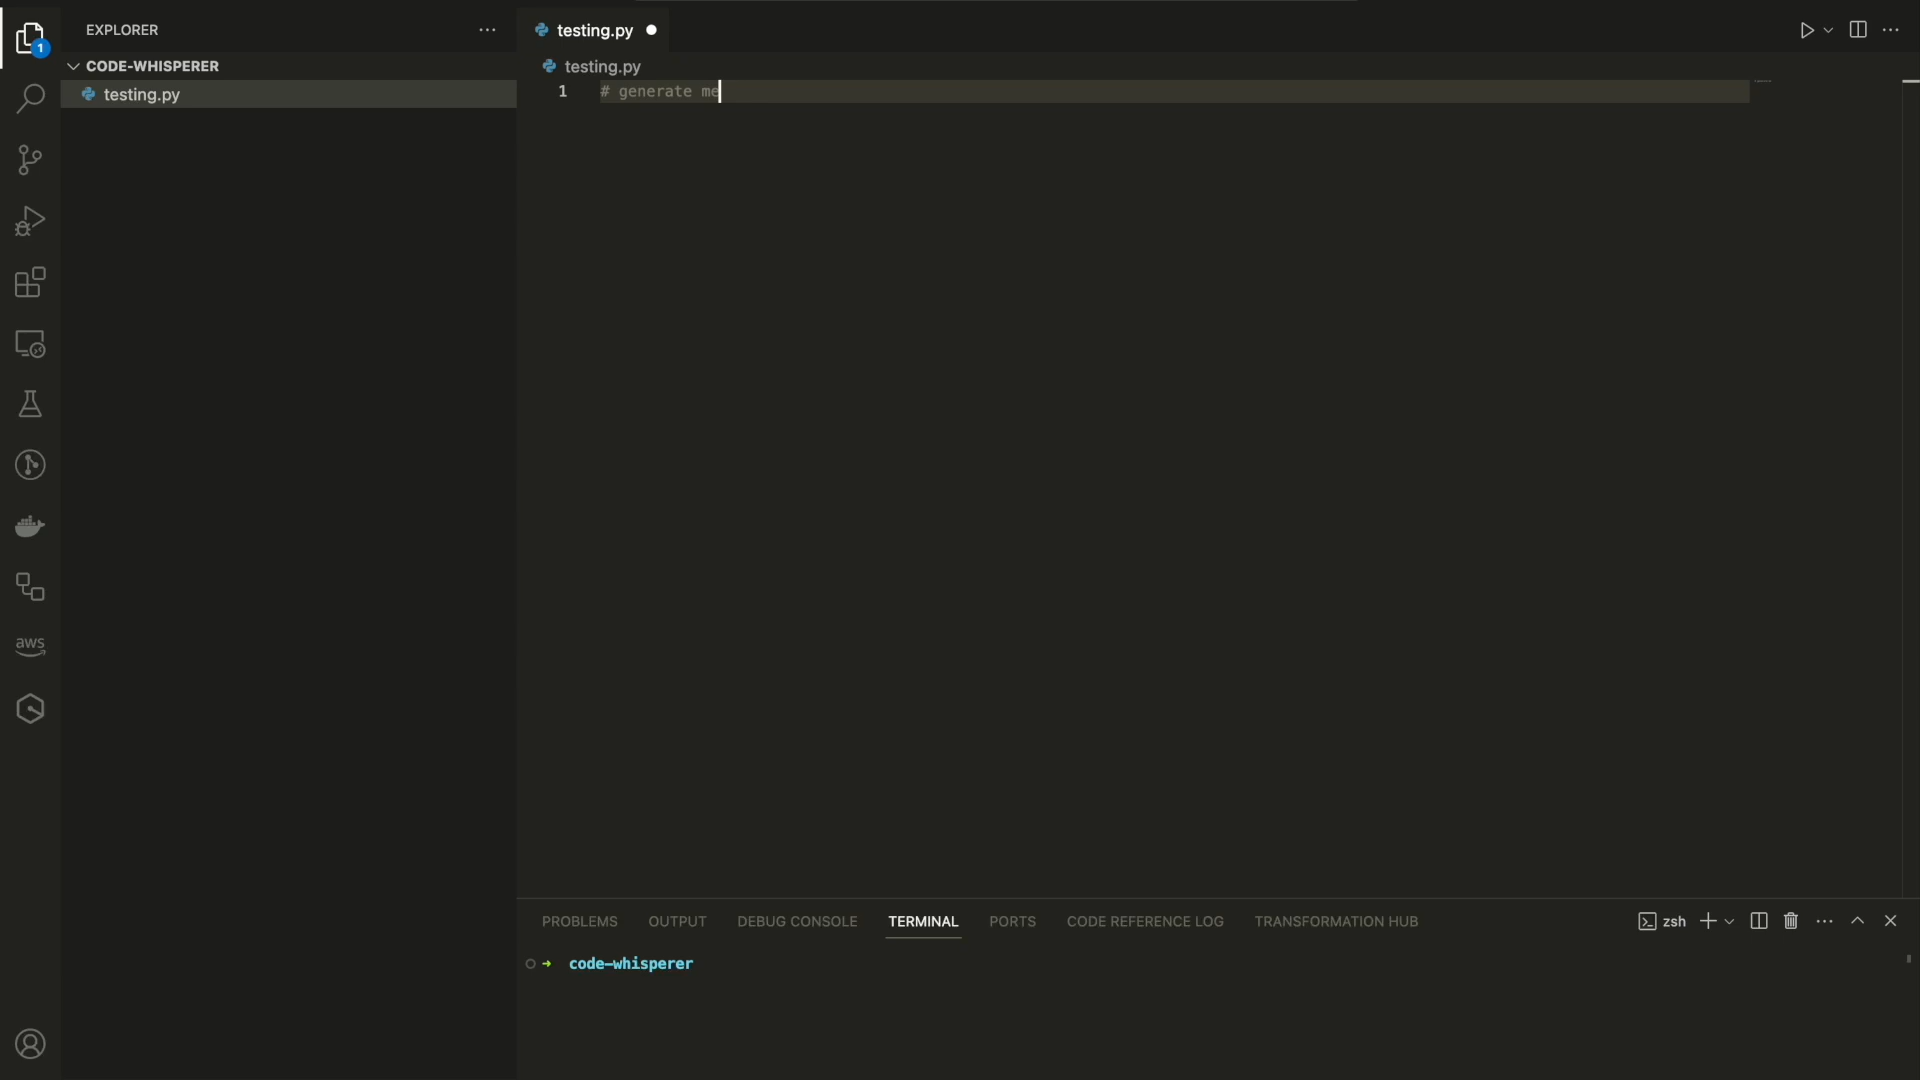 EXPLORER
testing.py
1
CODE-WHISPERER
testing.py
testing.py
1 # generate me
aws
PROBLEMS OUTPUT DEBUG CONSOLE TERMINAL PORTS CODE REFERENCE LOG TRANSFORMATION HUB zsh
code-whisperer